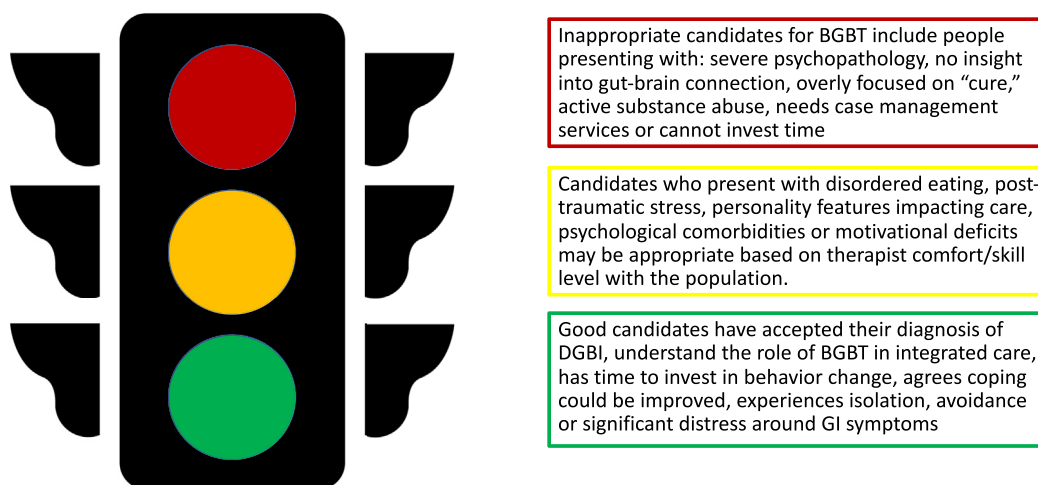 Inappropriate candidates for BGBT include people
presenting with: severe psychopathology, no insight
into gut-brain connection, overly focused on “cure,”
active substance abuse, needs case management
services or cannot invest time
Candidates who present with disordered eating, post-
traumatic stress, personality features impacting care,
psychological comorbidities or motivational deficits
may be appropriate based on therapist comfort/skill
level with the population.
Good candidates have accepted their diagnosis of
DGBI, understand the role of BGBT in integrated care,
has time to invest in behavior change, agrees coping
could be improved, experiences isolation, avoidance
or significant distress around GI symptoms